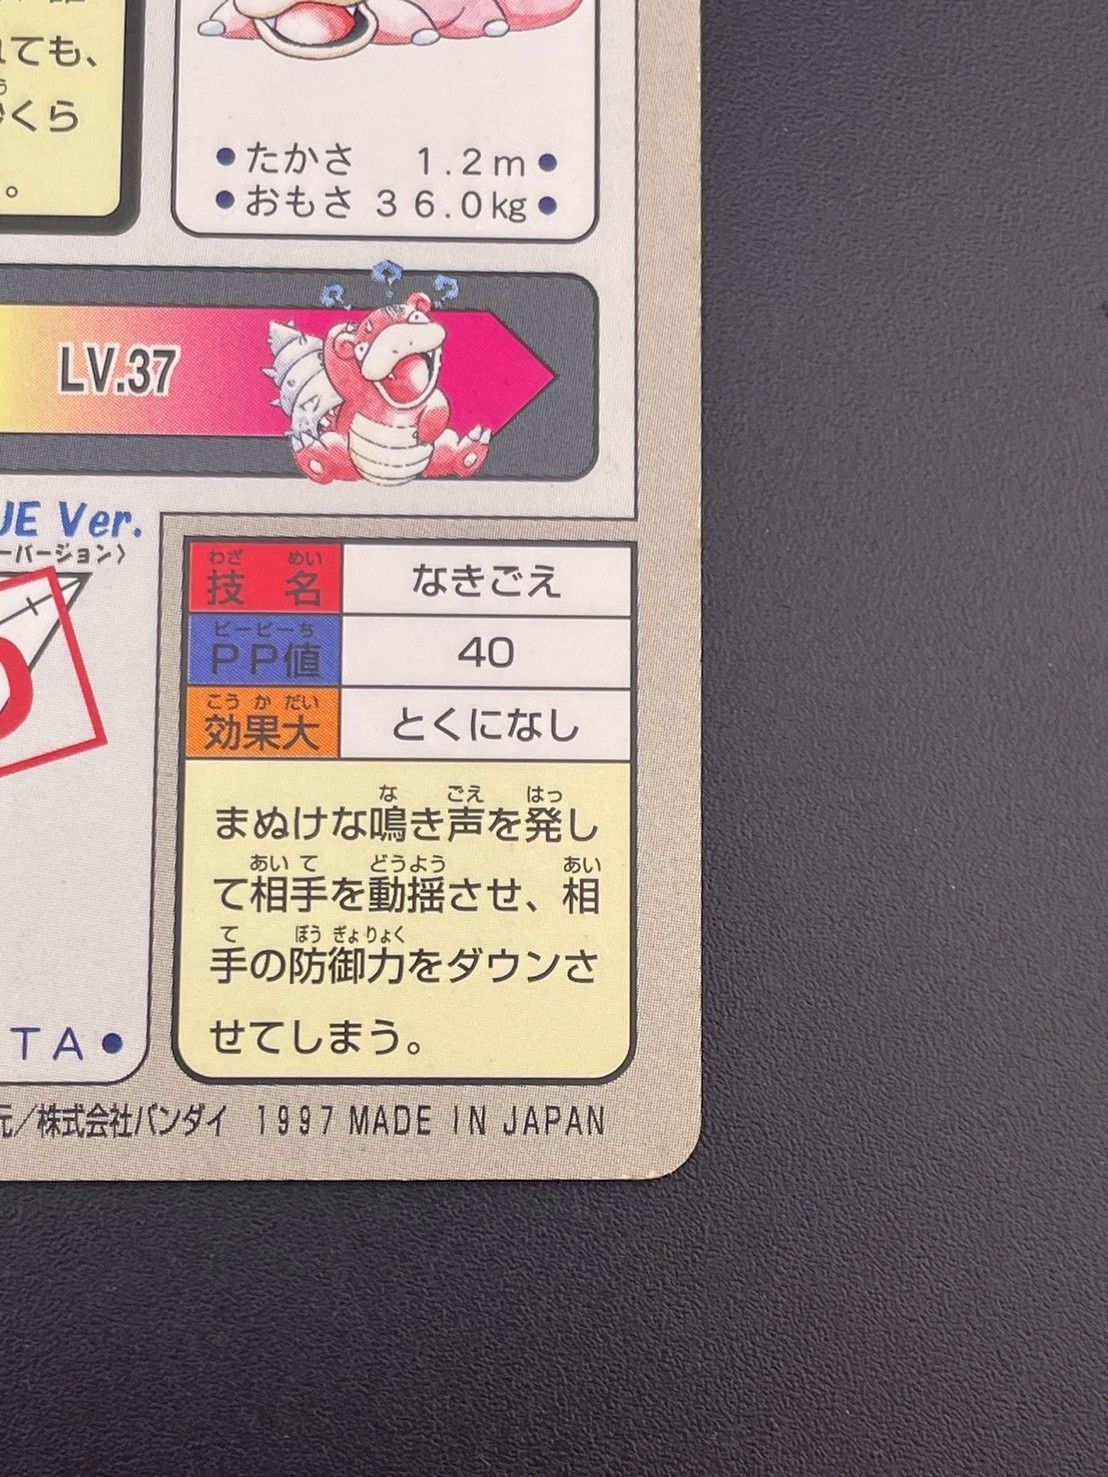 ても、
くら
。
●たかさ 1.2m●
●おもさ 36.0kg●
? ? ?
LV.37
UE Ver.
ーバージョン〉
わざ めい
技 名
なきごえ
ピーピーち
PP値
40
こう か だい
効果大
とくになし
な ごえ はっ
まぬけな鳴き声を発し
あい て どうよう あい
て相手を動揺させ、相
て ぼう ぎょ りょく
手の防御力をダウンさ
せてしまう。
TA●
元／株式会社バンダイ 1997 MADE IN JAPAN